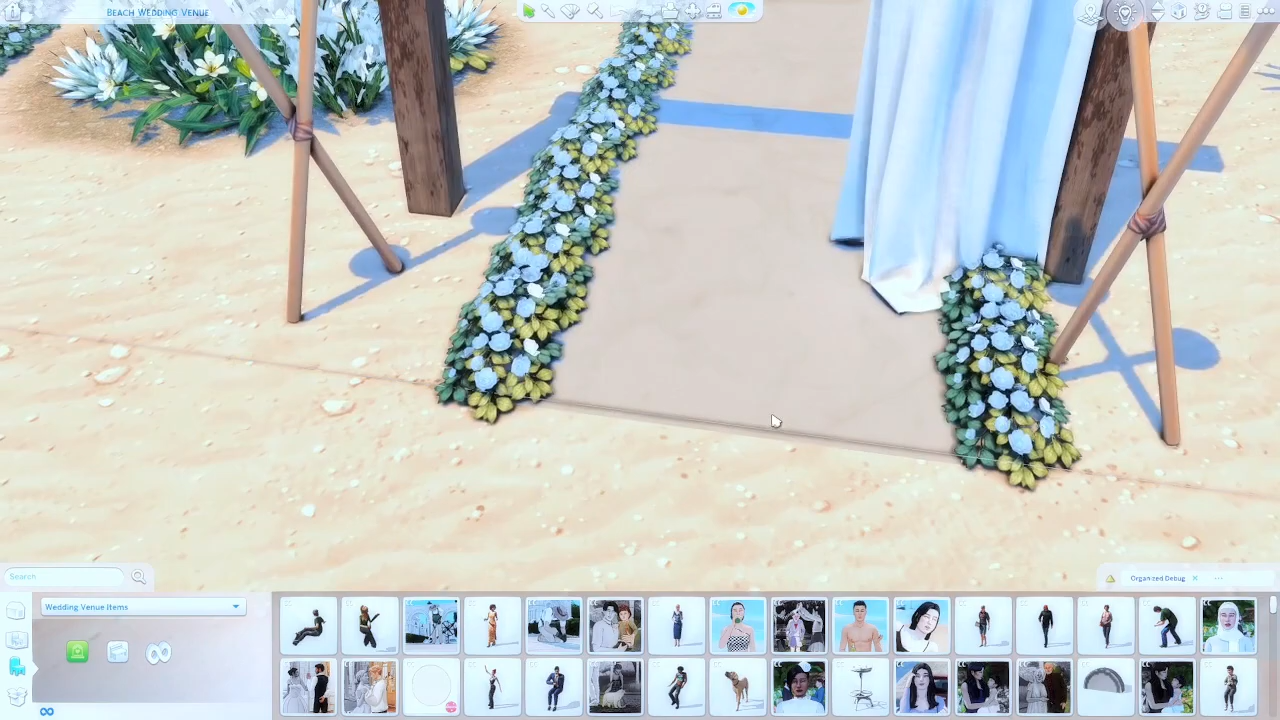 BEACH WEDDING VENUE
Search
Organized Debug
Wedding Venue Items